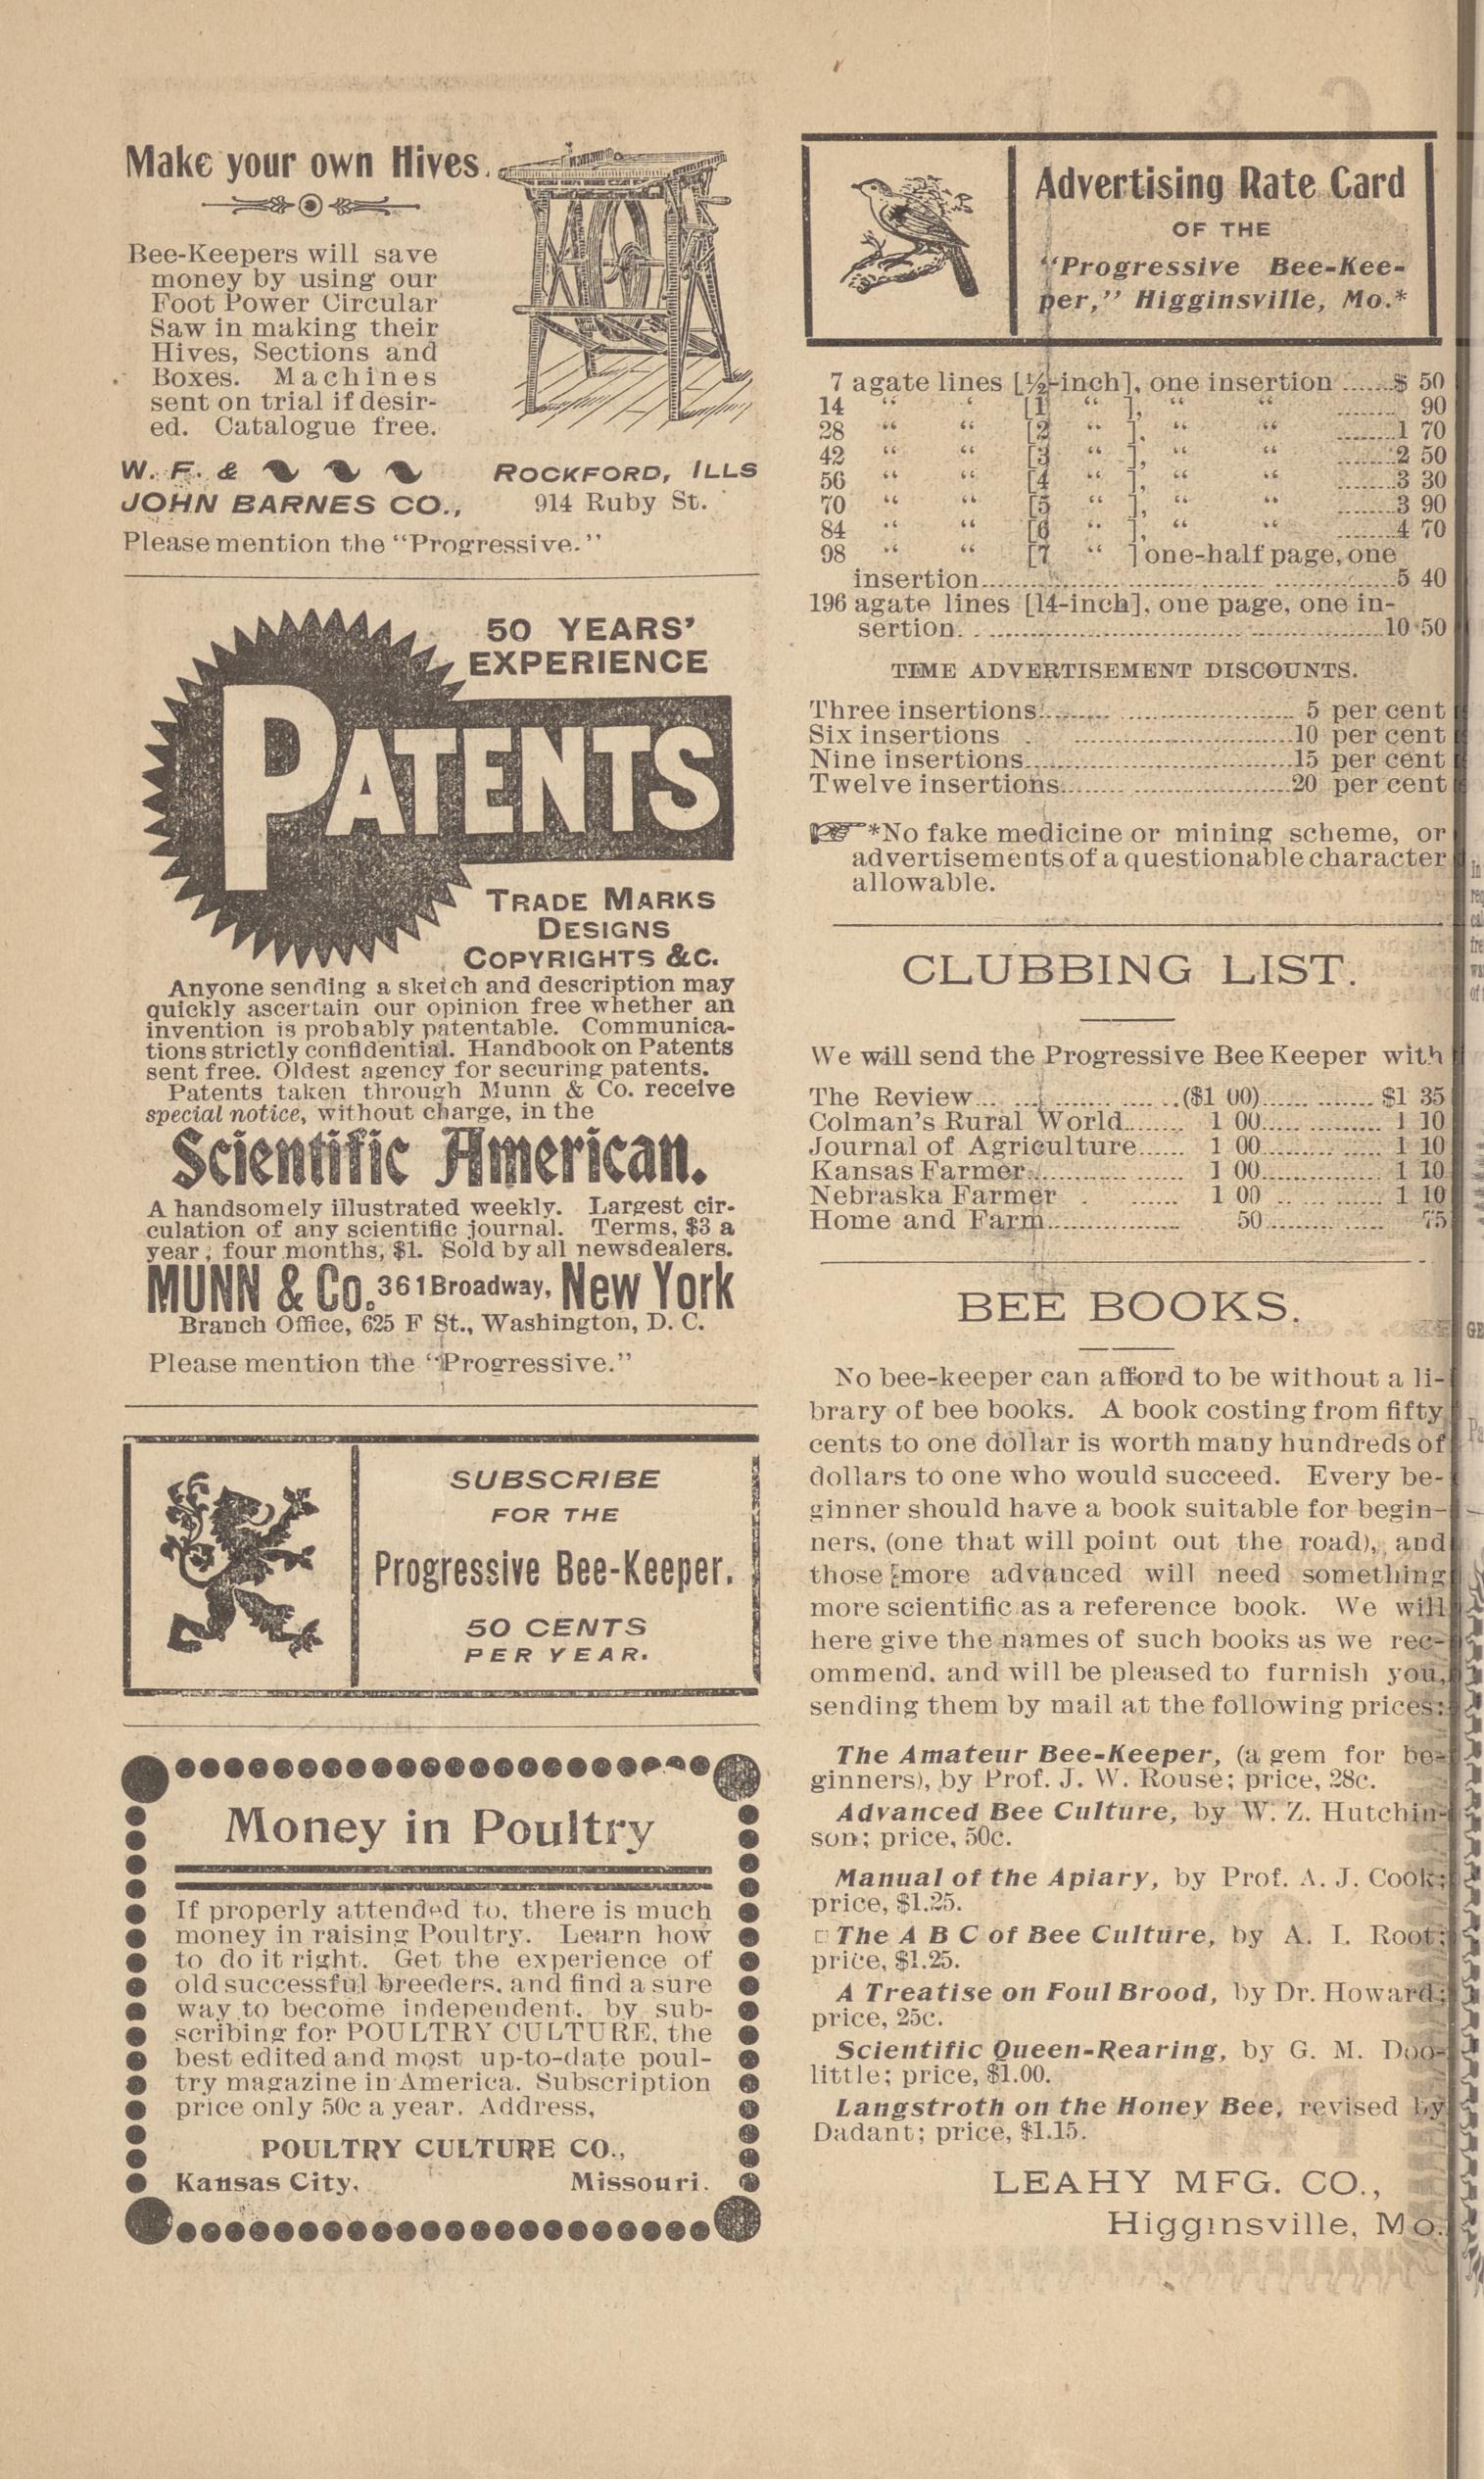 Make your own Hives.
Bee-Keepers will save
money by using our
Foot Power Circular
Saw in making their
Hives, Sections and
Boxes. Machines
sent on trial if desir-
ed. Catalogue free.
W. F. &
JOHN BARNES CO.,
ROCKFORD, ILLS
914 Ruby St.
Please mention the "Progressive."
50 YEARS'
EXPERIENCE
PATENTS
TRADE MARKS
DESIGNS
COPYRIGHTS &C.
Anyone sending a sketch and description may
quickly ascertain our opinion free whether an
invention is probably patentable. Communica-
tions strictly confidential. Handbook on Patents
sent free. Oldest agency for securing patents.
Patents taken through Munn & Co. receive
special notice, without charge, in the
Scientific American.
A handsomely illustrated weekly. Largest cir-
culation of any scientific journal. Terms, $3 a
year; four months, $1. Sold by all newsdealers.
MUNN & Co. 361 Broadway, New York
Branch Office, 625 F St., Washington, D. C.
Please mention the "Progressive."
SUBSCRIBE
FOR THE
Progressive Bee-Keeper.
50 CENTS
PER YEAR.
Money in Poultry
If properly attended to, there is much
money in raising Poultry. Learn how
to do it right. Get the experience of
old successful breeders, and find a sure
way to become independent, by sub-
scribing for POULTRY CULTURE, the
best edited and most up-to-date poul-
try magazine in America. Subscription
price only 50c a year. Address,
POULTRY CULTURE CO.,
Kansas City, Missouri.
Advertising Rate Card
OF THE
"Progressive Bee-Kee-
per," Higginsville, Mo.*
7 agate lines [½-inch], one insertion ......$ 50
14 " " [1 " ], " " ........ 90
28 " " [2 " ], " " ........1 70
42 " " [3 " ], " " ........2 50
56 " " [4 " ], " " ........3 30
70 " " [5 " ], " " ........3 90
84 " " [6 " ], " " ........4 70
98 " " [7 " ] one-half page, one
insertion........................................5 40
196 agate lines [14-inch], one page, one in-
sertion........................................10 50
TIME ADVERTISEMENT DISCOUNTS.
Three insertions........................ 5 per cent
Six insertions ........................10 per cent
Nine insertions........................15 per cent
Twelve insertions........................20 per cent
☞*No fake medicine or mining scheme, or
advertisements of a questionable character
allowable.
CLUBBING LIST.
We will send the Progressive Bee Keeper with
The Review............($1 00)............ $1 35
Colman's Rural World....... 1 00............ 1 10
Journal of Agriculture...... 1 00............ 1 10
Kansas Farmer............ 1 00............ 1 10
Nebraska Farmer ...... 1 00 ............ 1 10
Home and Farm............ 50............ 75
BEE BOOKS.
No bee-keeper can afford to be without a li-
brary of bee books. A book costing from fifty
cents to one dollar is worth many hundreds of
dollars to one who would succeed. Every be-
ginner should have a book suitable for begin-
ners, (one that will point out the road), and
those [more advanced will need something
more scientific as a reference book. We will
here give the names of such books as we rec-
ommend, and will be pleased to furnish you,
sending them by mail at the following prices:
The Amateur Bee-Keeper, (a gem for be-
ginners), by Prof. J. W. Rouse; price, 28c.
Advanced Bee Culture, by W. Z. Hutchin-
son; price, 50c.
Manual of the Apiary, by Prof. A. J. Cook;
price, $1.25.
The A B C of Bee Culture, by A. I. Root;
price, $1.25.
A Treatise on Foul Brood, by Dr. Howard;
price, 25c.
Scientific Queen-Rearing, by G. M. Doo-
little; price, $1.00.
Langstroth on the Honey Bee, revised by
Dadant; price, $1.15.
LEAHY MFG. CO.,
Higginsville, Mo.